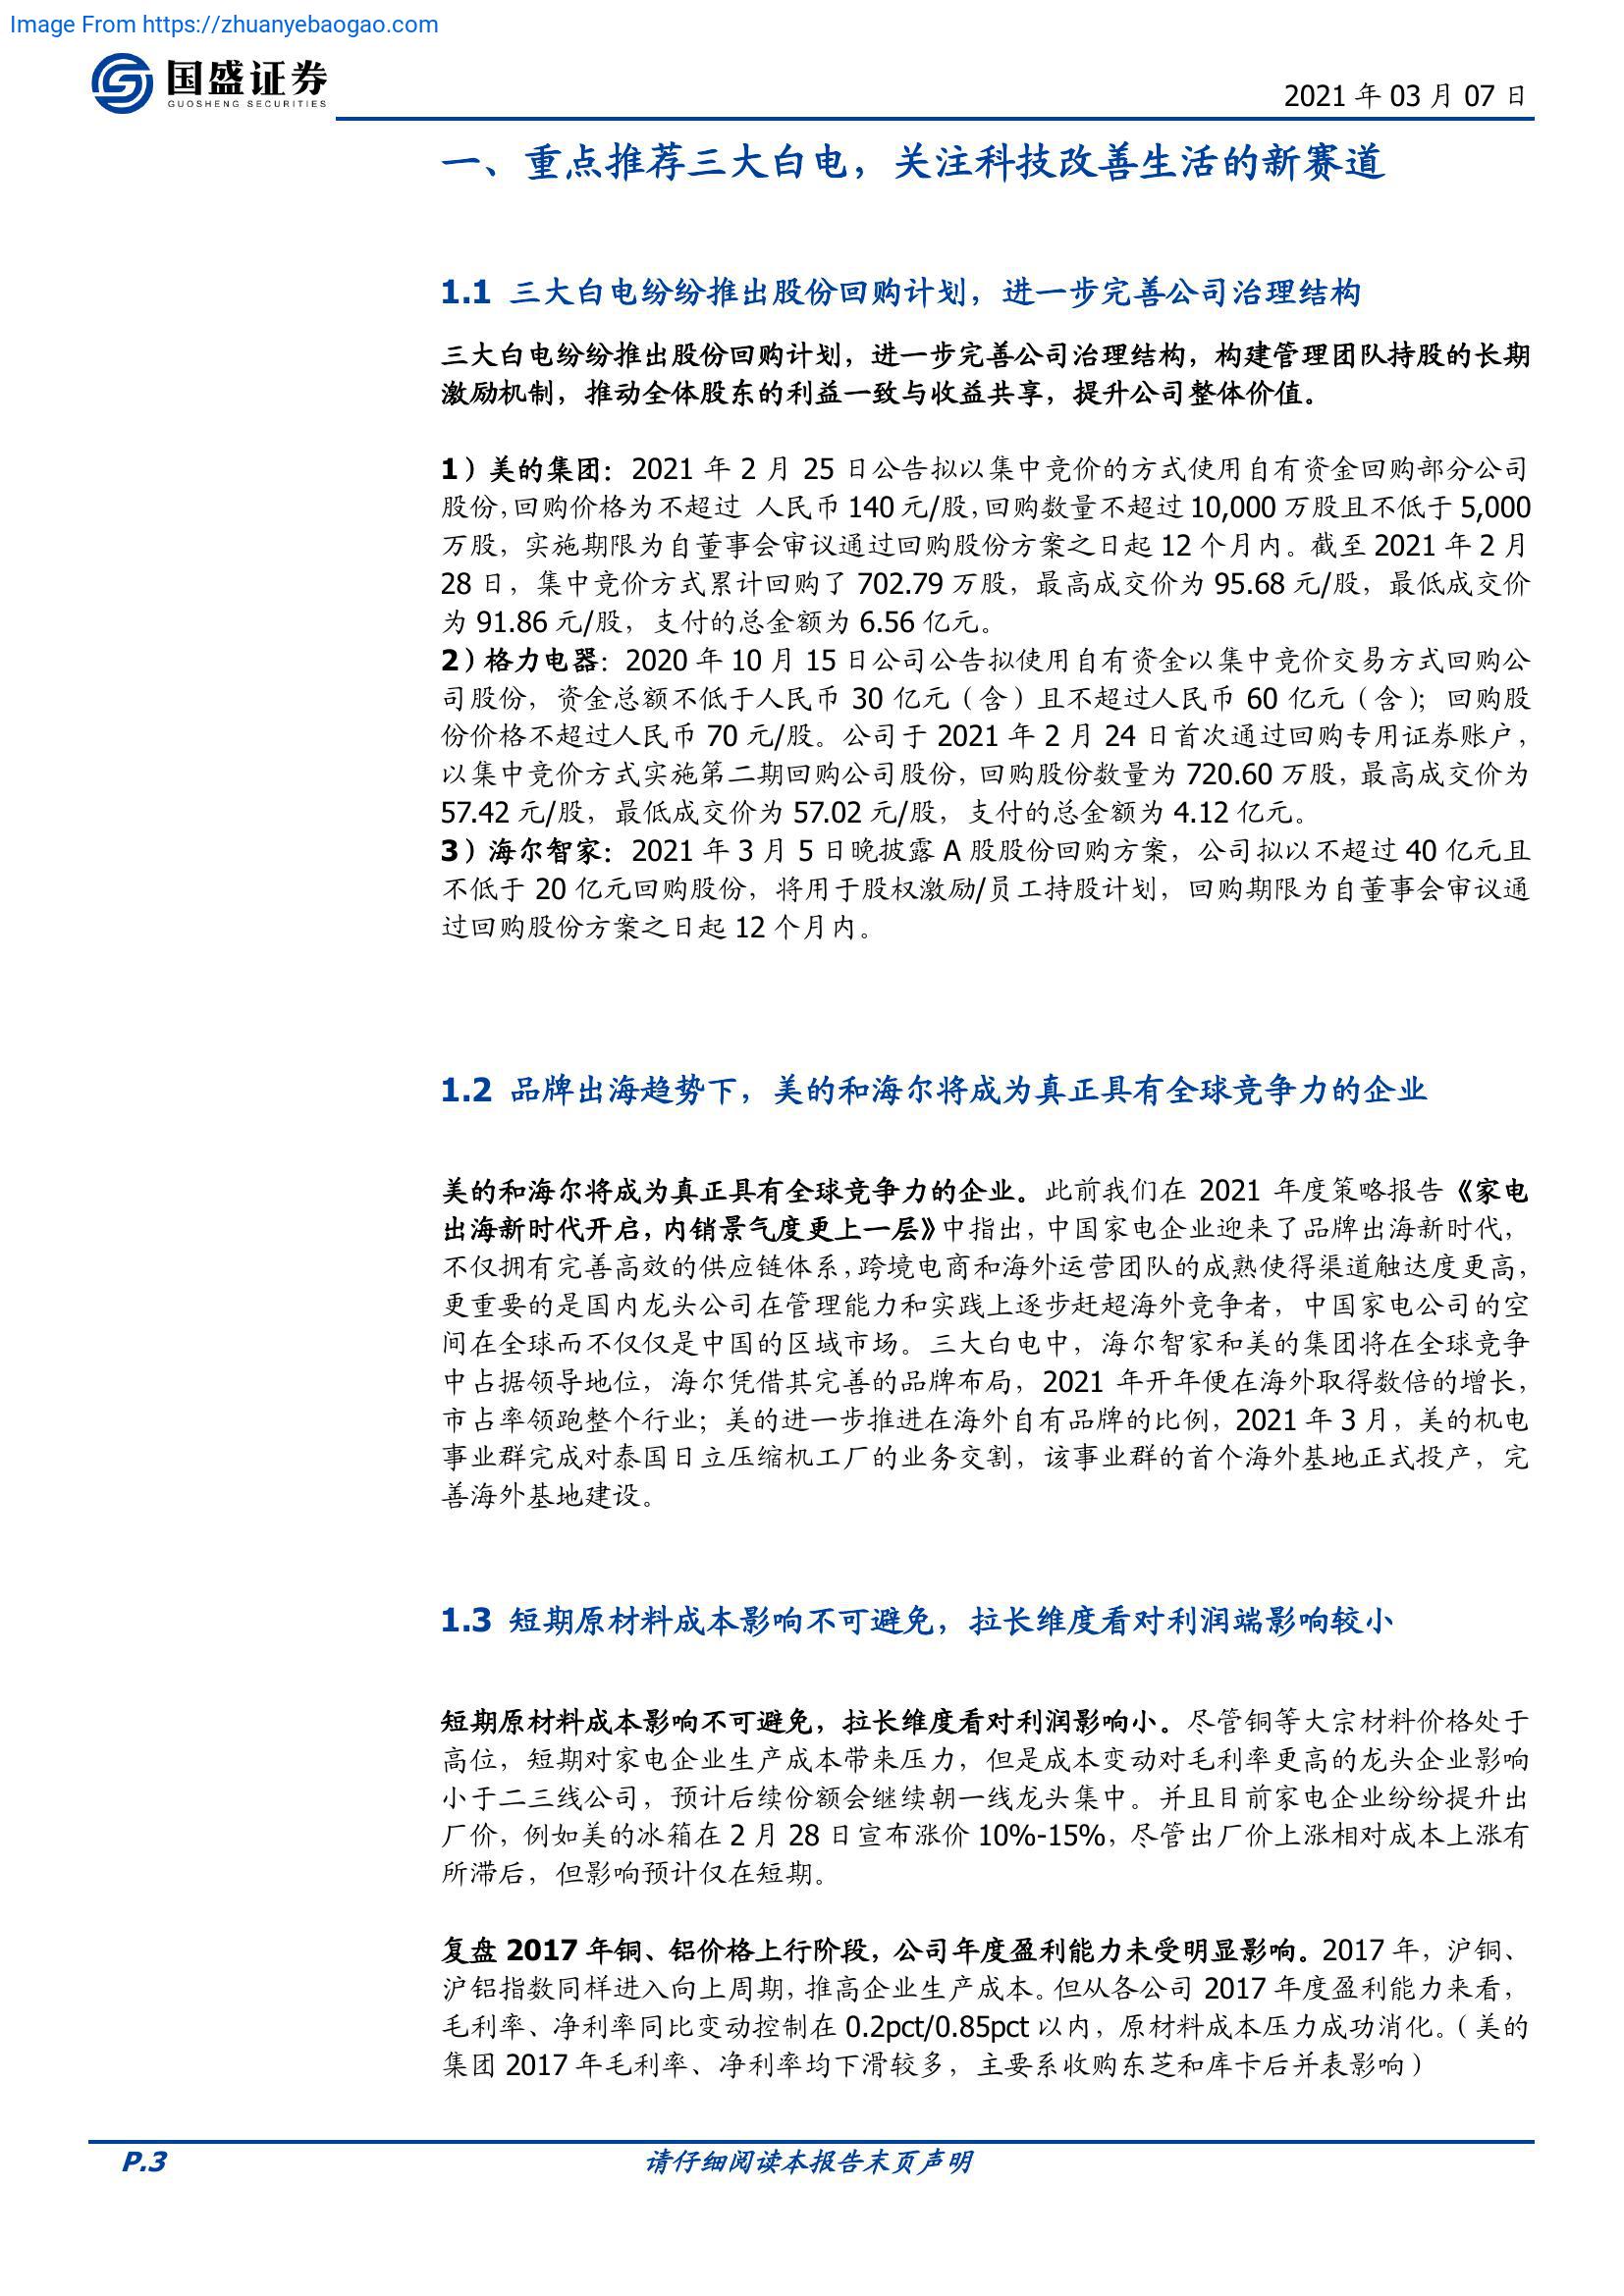 Image From https://zhuanyebaogao.com
国盛证券
GUOSHENG SECURITIES
2021 年 03 月 07 日
一、重点推荐三大白电，关注科技改善生活的新赛道
1.1 三大白电纷纷推出股份回购计划，进一步完善公司治理结构
三大白电纷纷推出股份回购计划，进一步完善公司治理结构，构建管理团队持股的长期
激励机制，推动全体股东的利益一致与收益共享，提升公司整体价值。
1）美的集团：2021 年 2 月 25 日公告拟以集中竞价的方式使用自有资金回购部分公司
股份，回购价格为不超过 人民币 140 元/股，回购数量不超过 10,000 万股且不低于 5,000
万股，实施期限为自董事会审议通过回购股份方案之日起 12 个月内。截至 2021 年 2 月
28 日，集中竞价方式累计回购了 702.79 万股，最高成交价为 95.68 元/股，最低成交价
为 91.86 元/股，支付的总金额为 6.56 亿元。
2）格力电器：2020 年 10 月 15 日公司公告拟使用自有资金以集中竞价交易方式回购公
司股份，资金总额不低于人民币 30 亿元（含）且不超过人民币 60 亿元（含）；回购股
份价格不超过人民币 70 元/股。公司于 2021 年 2 月 24 日首次通过回购专用证券账户，
以集中竞价方式实施第二期回购公司股份，回购股份数量为 720.60 万股，最高成交价为
57.42 元/股，最低成交价为 57.02 元/股，支付的总金额为 4.12 亿元。
3）海尔智家：2021 年 3 月 5 日晚披露 A 股股份回购方案，公司拟以不超过 40 亿元且
不低于 20 亿元回购股份，将用于股权激励/员工持股计划，回购期限为自董事会审议通
过回购股份方案之日起 12 个月内。
1.2 品牌出海趋势下，美的和海尔将成为真正具有全球竞争力的企业
美的和海尔将成为真正具有全球竞争力的企业。此前我们在 2021 年度策略报告《家电
出海新时代开启，内销景气度更上一层》中指出，中国家电企业迎来了品牌出海新时代，
不仅拥有完善高效的供应链体系，跨境电商和海外运营团队的成熟使得渠道触达度更高，
更重要的是国内龙头公司在管理能力和实践上逐步赶超海外竞争者，中国家电公司的空
间在全球而不仅仅是中国的区域市场。三大白电中，海尔智家和美的集团将在全球竞争
中占据领导地位，海尔凭借其完善的品牌布局，2021 年开年便在海外取得数倍的增长，
市占率领跑整个行业；美的进一步推进在海外自有品牌的比例，2021 年 3 月，美的机电
事业群完成对泰国日立压缩机工厂的业务交割，该事业群的首个海外基地正式投产，完
善海外基地建设。
1.3 短期原材料成本影响不可避免，拉长维度看对利润端影响较小
短期原材料成本影响不可避免，拉长维度看对利润影响小。尽管铜等大宗材料价格处于
高位，短期对家电企业生产成本带来压力，但是成本变动对毛利率更高的龙头企业影响
小于二三线公司，预计后续份额会继续朝一线龙头集中。并且目前家电企业纷纷提升出
厂价，例如美的冰箱在 2 月 28 日宣布涨价 10%-15%，尽管出厂价上涨相对成本上涨有
所滞后，但影响预计仅在短期。
复盘 2017 年铜、铝价格上行阶段，公司年度盈利能力未受明显影响。2017 年，沪铜、
沪铝指数同样进入向上周期，推高企业生产成本。但从各公司 2017 年度盈利能力来看，
毛利率、净利率同比变动控制在 0.2pct/0.85pct 以内，原材料成本压力成功消化。（美的
集团 2017 年毛利率、净利率均下滑较多，主要系收购东芝和库卡后并表影响）
P.3
请仔细阅读本报告末页声明